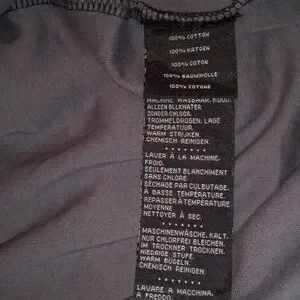 100% COTTON
100% KATOEN
100% COTON
100% BAUMWOLLE
100% COTONE
MACHINE WASBAAR, KOUD.
ALLEEN BLEKWATER
ZONDER CHLOOR.
TROMMELDROGEN. LAGE
TEMPERATUUR.
WARM STRIJKEN.
CHEMISCH REINIGEN.
.......
LAVER À LA MACHINE.
FROID.
SEULEMENT BLANCHIMENT
SANS CHLORE
SÉCHAGE PAR CULBUTAGE.
A BASSE TEMPÉRATURE
REPASSER À TEMPÉRATURE
MOYENNE
NETTOYER À SEC.
.......
MASCHINENWÄSCHE, KALT.
NUR CHLORFREI BLEICHEN.
IM TROCKNER TROCKNEN.
NIEDRIGE STUFE.
WARM BÜGELN.
CHEMISCH REINIGEN.
.......
LAVARE A MACCHINA,
A FREDDO